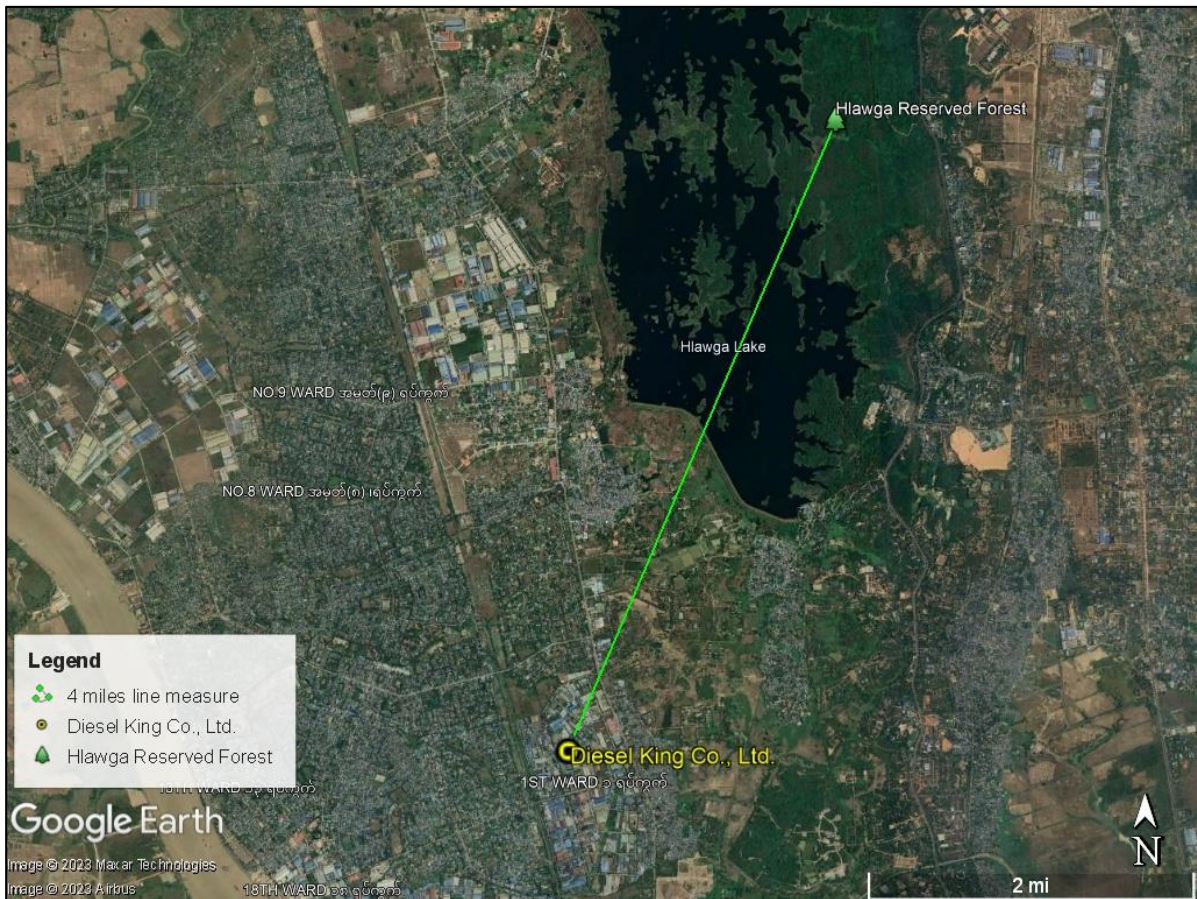 Hlawga Reserved Forest
Hlawga Lake
NO.9 WARD အမှတ်(၉) ရပ်ကွက်
NO.8 WARD အမှတ်(၈) ရပ်ကွက်
Legend
4 miles line measure
Diesel King Co., Ltd.
Hlawga Reserved Forest
Diesel King Co., Ltd.
1ST WARD ၁ ရပ်ကွက်
13TH WARD ၁၃ ရပ်ကွက်
Google Earth
Image © 2023 Maxar Technologies
Image © 2023 Airbus
18TH WARD ၁၈ ရပ်ကွက်
N
2 mi